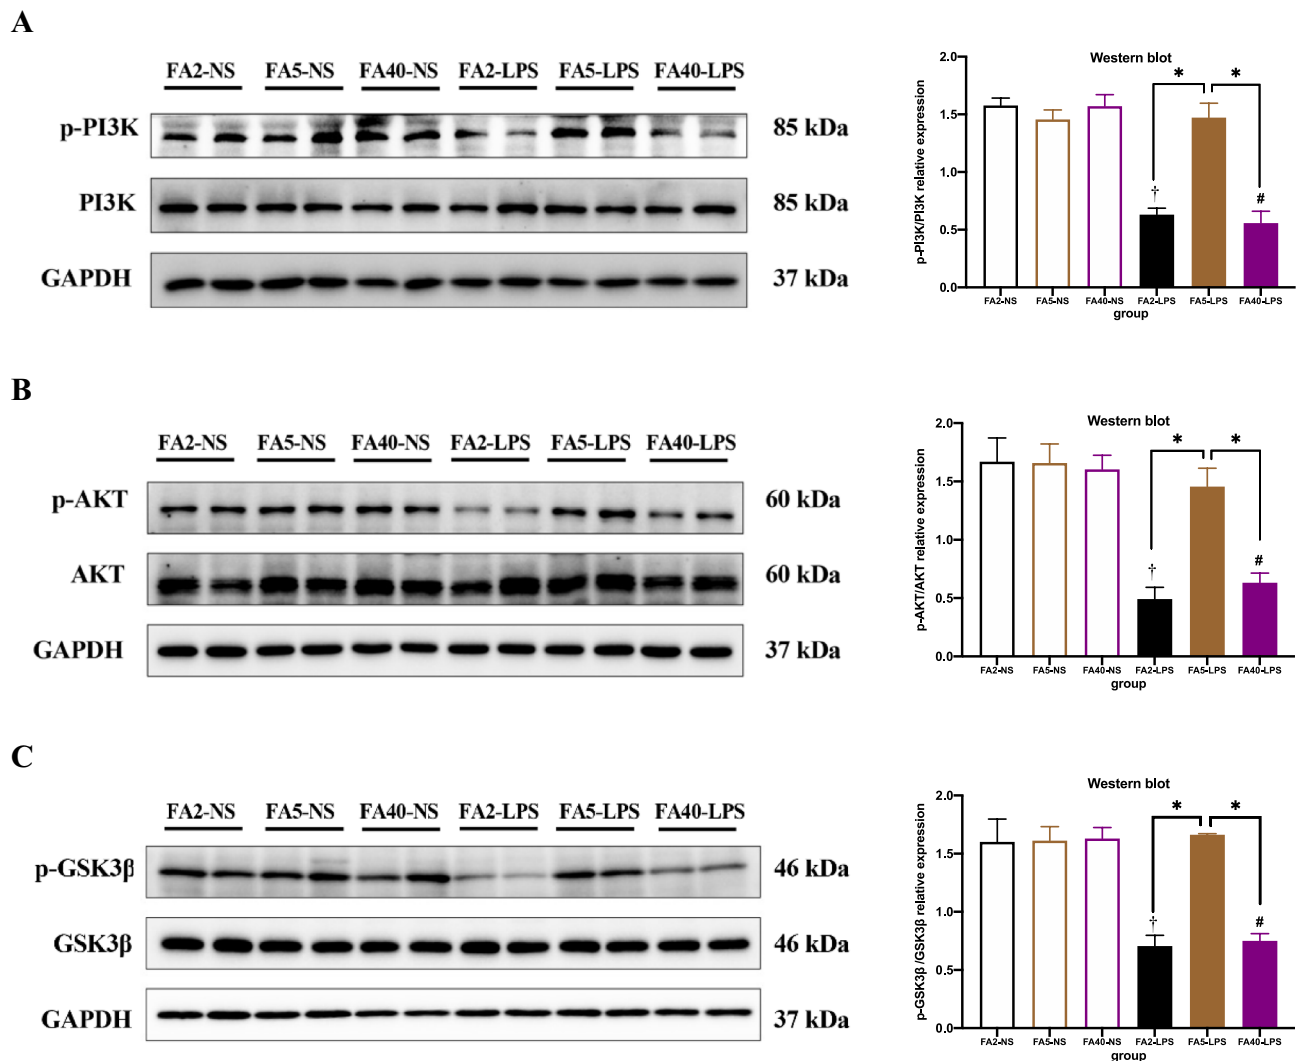 A
FA2-NS FA5-NS FA40-NS FA2-LPS FA5-LPS FA40-LPS
p-PI3K 85 kDa
PI3K 85 kDa
GAPDH 37 kDa
Western blot
p-PI3K/PI3K relative expression
2.0
1.5
1.0
0.5
0.0
* *
† #
FA2-NS FA5-NS FA40-NS FA2-LPS FA5-LPS FA40-LPS
group
B
FA2-NS FA5-NS FA40-NS FA2-LPS FA5-LPS FA40-LPS
p-AKT 60 kDa
AKT 60 kDa
GAPDH 37 kDa
Western blot
p-AKT/AKT relative expression
2.0
1.5
1.0
0.5
0.0
* *
† #
FA2-NS FA5-NS FA40-NS FA2-LPS FA5-LPS FA40-LPS
group
C
FA2-NS FA5-NS FA40-NS FA2-LPS FA5-LPS FA40-LPS
p-GSK3β 46 kDa
GSK3β 46 kDa
GAPDH 37 kDa
Western blot
p-GSK3β /GSK3β relative expression
2.0
1.5
1.0
0.5
0.0
* *
† #
FA2-NS FA5-NS FA40-NS FA2-LPS FA5-LPS FA40-LPS
group